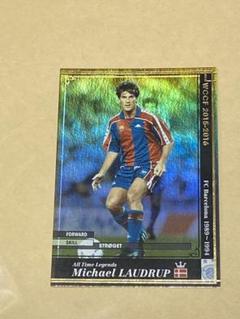 WCCF 2015-2016
FC Barcelona 1989~1994
FORWARD
SKILL
STRØGET
All Time Legends
Michael LAUDRUP